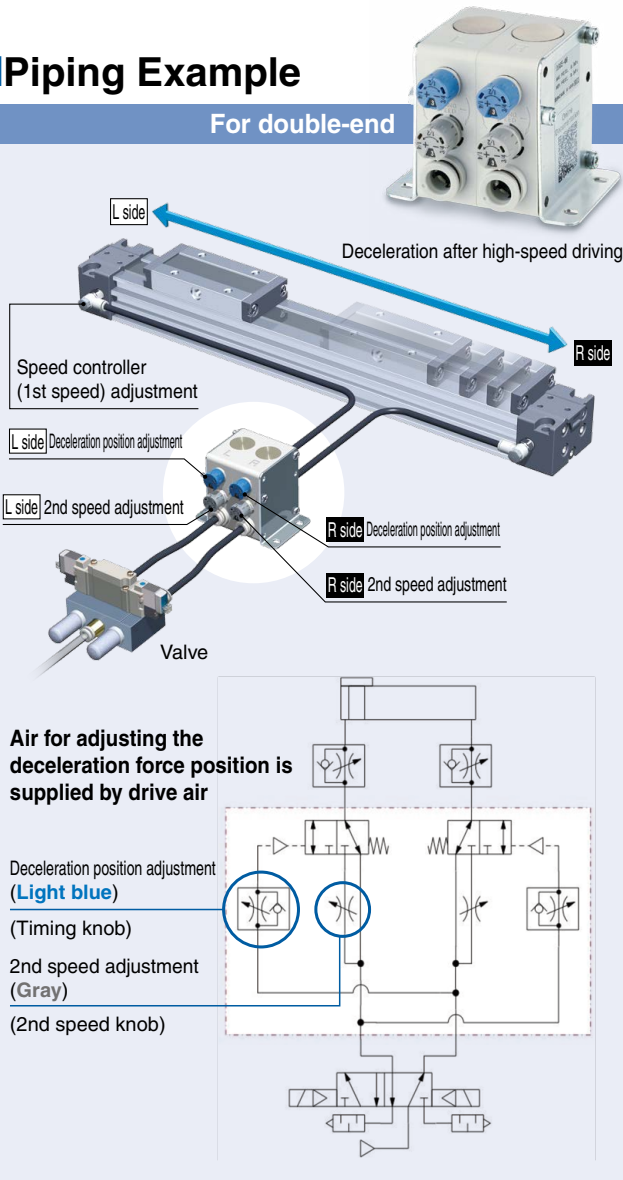 Piping Example
For double-end
L side
Deceleration after high-speed driving
R side
Speed controller
(1st speed) adjustment
L side Deceleration position adjustment
L R
L side 2nd speed adjustment
R side Deceleration position adjustment
R side 2nd speed adjustment
Valve
Air for adjusting the
deceleration force position is
supplied by drive air
Deceleration position adjustment
(Light blue)
(Timing knob)
2nd speed adjustment
(Gray)
(2nd speed knob)